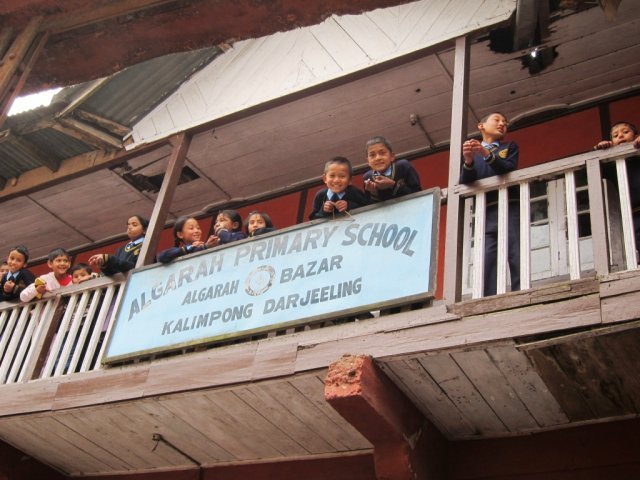 ALGARAH PRIMARY SCHOOL
ALGARAH BAZAR
KALIMPONG DARJEELING